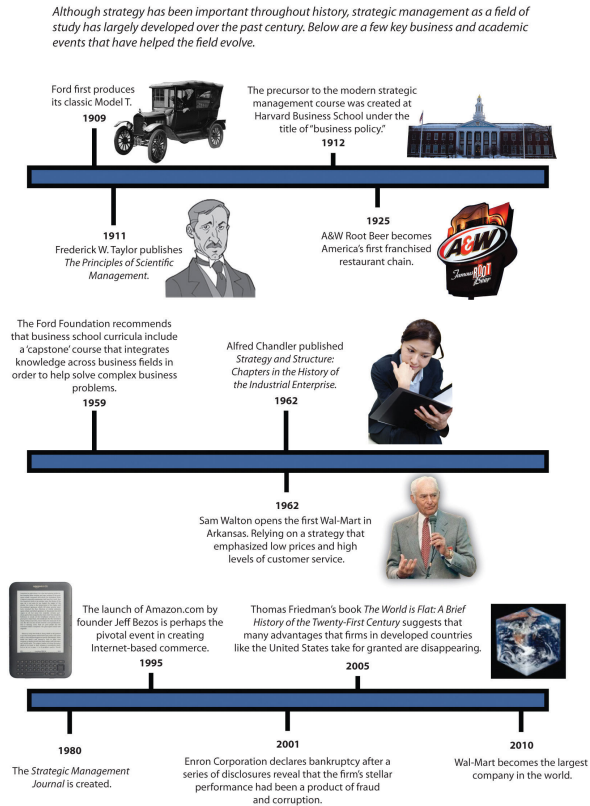 Although strategy has been important throughout history, strategic management as a field of
study has largely developed over the past century. Below are a few key business and academic
events that have helped the field evolve.
Ford first produces
its classic Model T.
1909
The precursor to the modern strategic
management course was created at
Harvard Business School under the
title of “business policy.”
1912
1911
Frederick W. Taylor publishes
The Principles of Scientific
Management.
1925
A&W Root Beer becomes
America’s first franchised
restaurant chain.
A&W
Famous ROOT
Beer
The Ford Foundation recommends
that business school curricula include
a ‘capstone’ course that integrates
knowledge across business fields in
order to help solve complex business
problems.
1959
Alfred Chandler published
Strategy and Structure:
Chapters in the History of
the Industrial Enterprise.
1962
1962
Sam Walton opens the first Wal-Mart in
Arkansas. Relying on a strategy that
emphasized low prices and high
levels of customer service.
The launch of Amazon.com by
founder Jeff Bezos is perhaps the
pivotal event in creating
Internet-based commerce.
1995
Thomas Friedman’s book The World is Flat: A Brief
History of the Twenty-First Century suggests that
many advantages that firms in developed countries
like the United States take for granted are disappearing.
2005
1980
The Strategic Management
Journal is created.
2001
Enron Corporation declares bankruptcy after a
series of disclosures reveal that the firm’s stellar
performance had been a product of fraud
and corruption.
2010
Wal-Mart becomes the largest
company in the world.